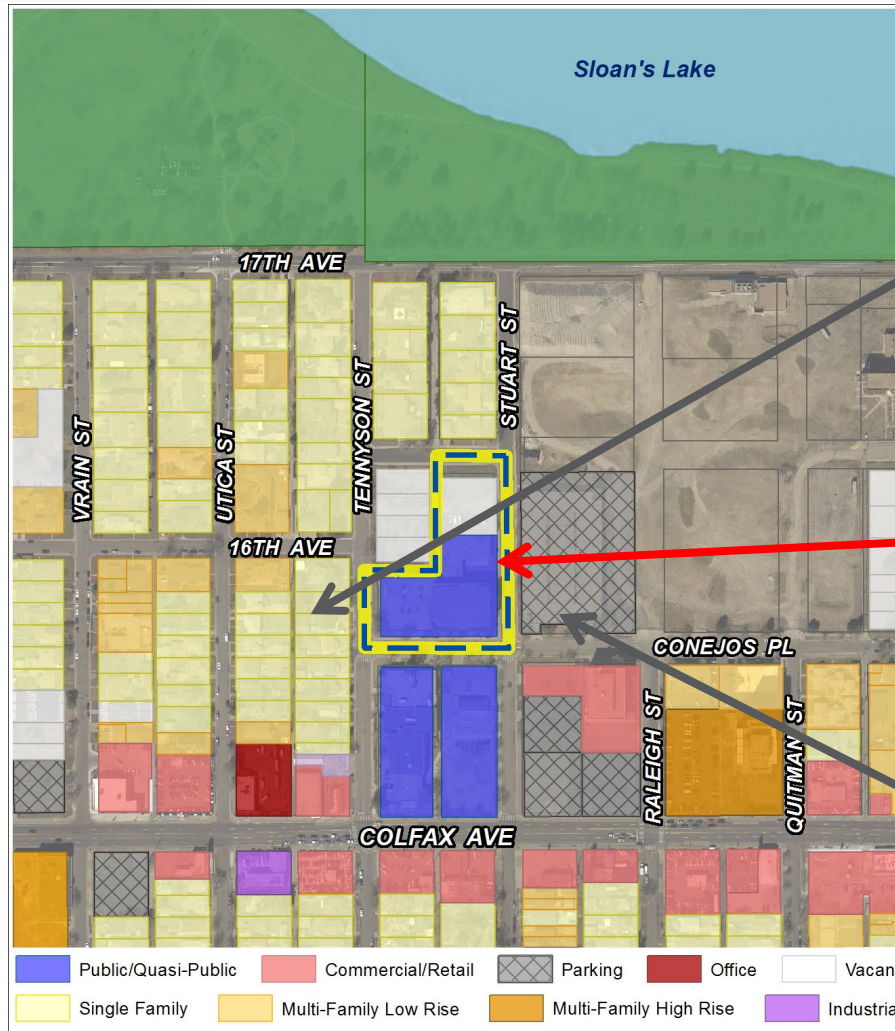 Sloan's Lake
17TH AVE
VRAIN ST
UTICA ST
TENNYSON ST
STUART ST
16TH AVE
CONEJOS PL
RALEIGH ST
QUITMAN ST
COLFAX AVE
Public/Quasi-Public Commercial/Retail Parking Office Vacan
Single Family Multi-Family Low Rise Multi-Family High Rise Industria